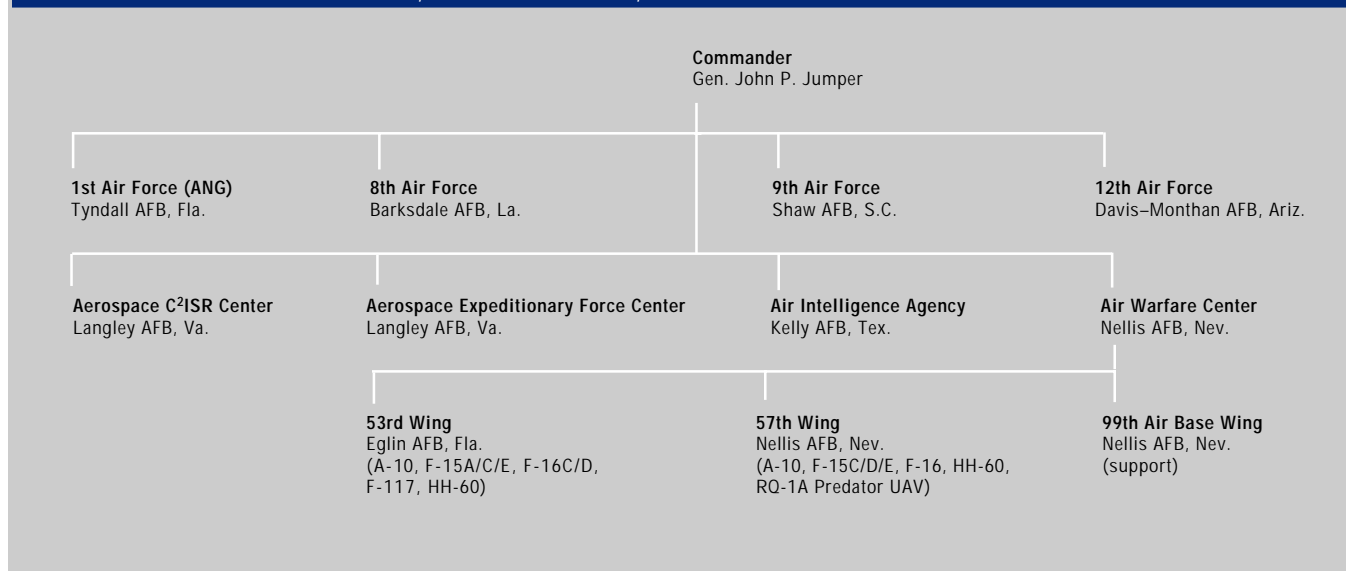 Commander
Gen. John P. Jumper
1st Air Force (ANG)
Tyndall AFB, Fla.
8th Air Force
Barksdale AFB, La.
9th Air Force
Shaw AFB, S.C.
12th Air Force
Davis–Monthan AFB, Ariz.
Aerospace C²ISR Center
Langley AFB, Va.
Aerospace Expeditionary Force Center
Langley AFB, Va.
Air Intelligence Agency
Kelly AFB, Tex.
Air Warfare Center
Nellis AFB, Nev.
53rd Wing
Eglin AFB, Fla.
(A-10, F-15A/C/E, F-16C/D,
F-117, HH-60)
57th Wing
Nellis AFB, Nev.
(A-10, F-15C/D/E, F-16, HH-60,
RQ-1A Predator UAV)
99th Air Base Wing
Nellis AFB, Nev.
(support)